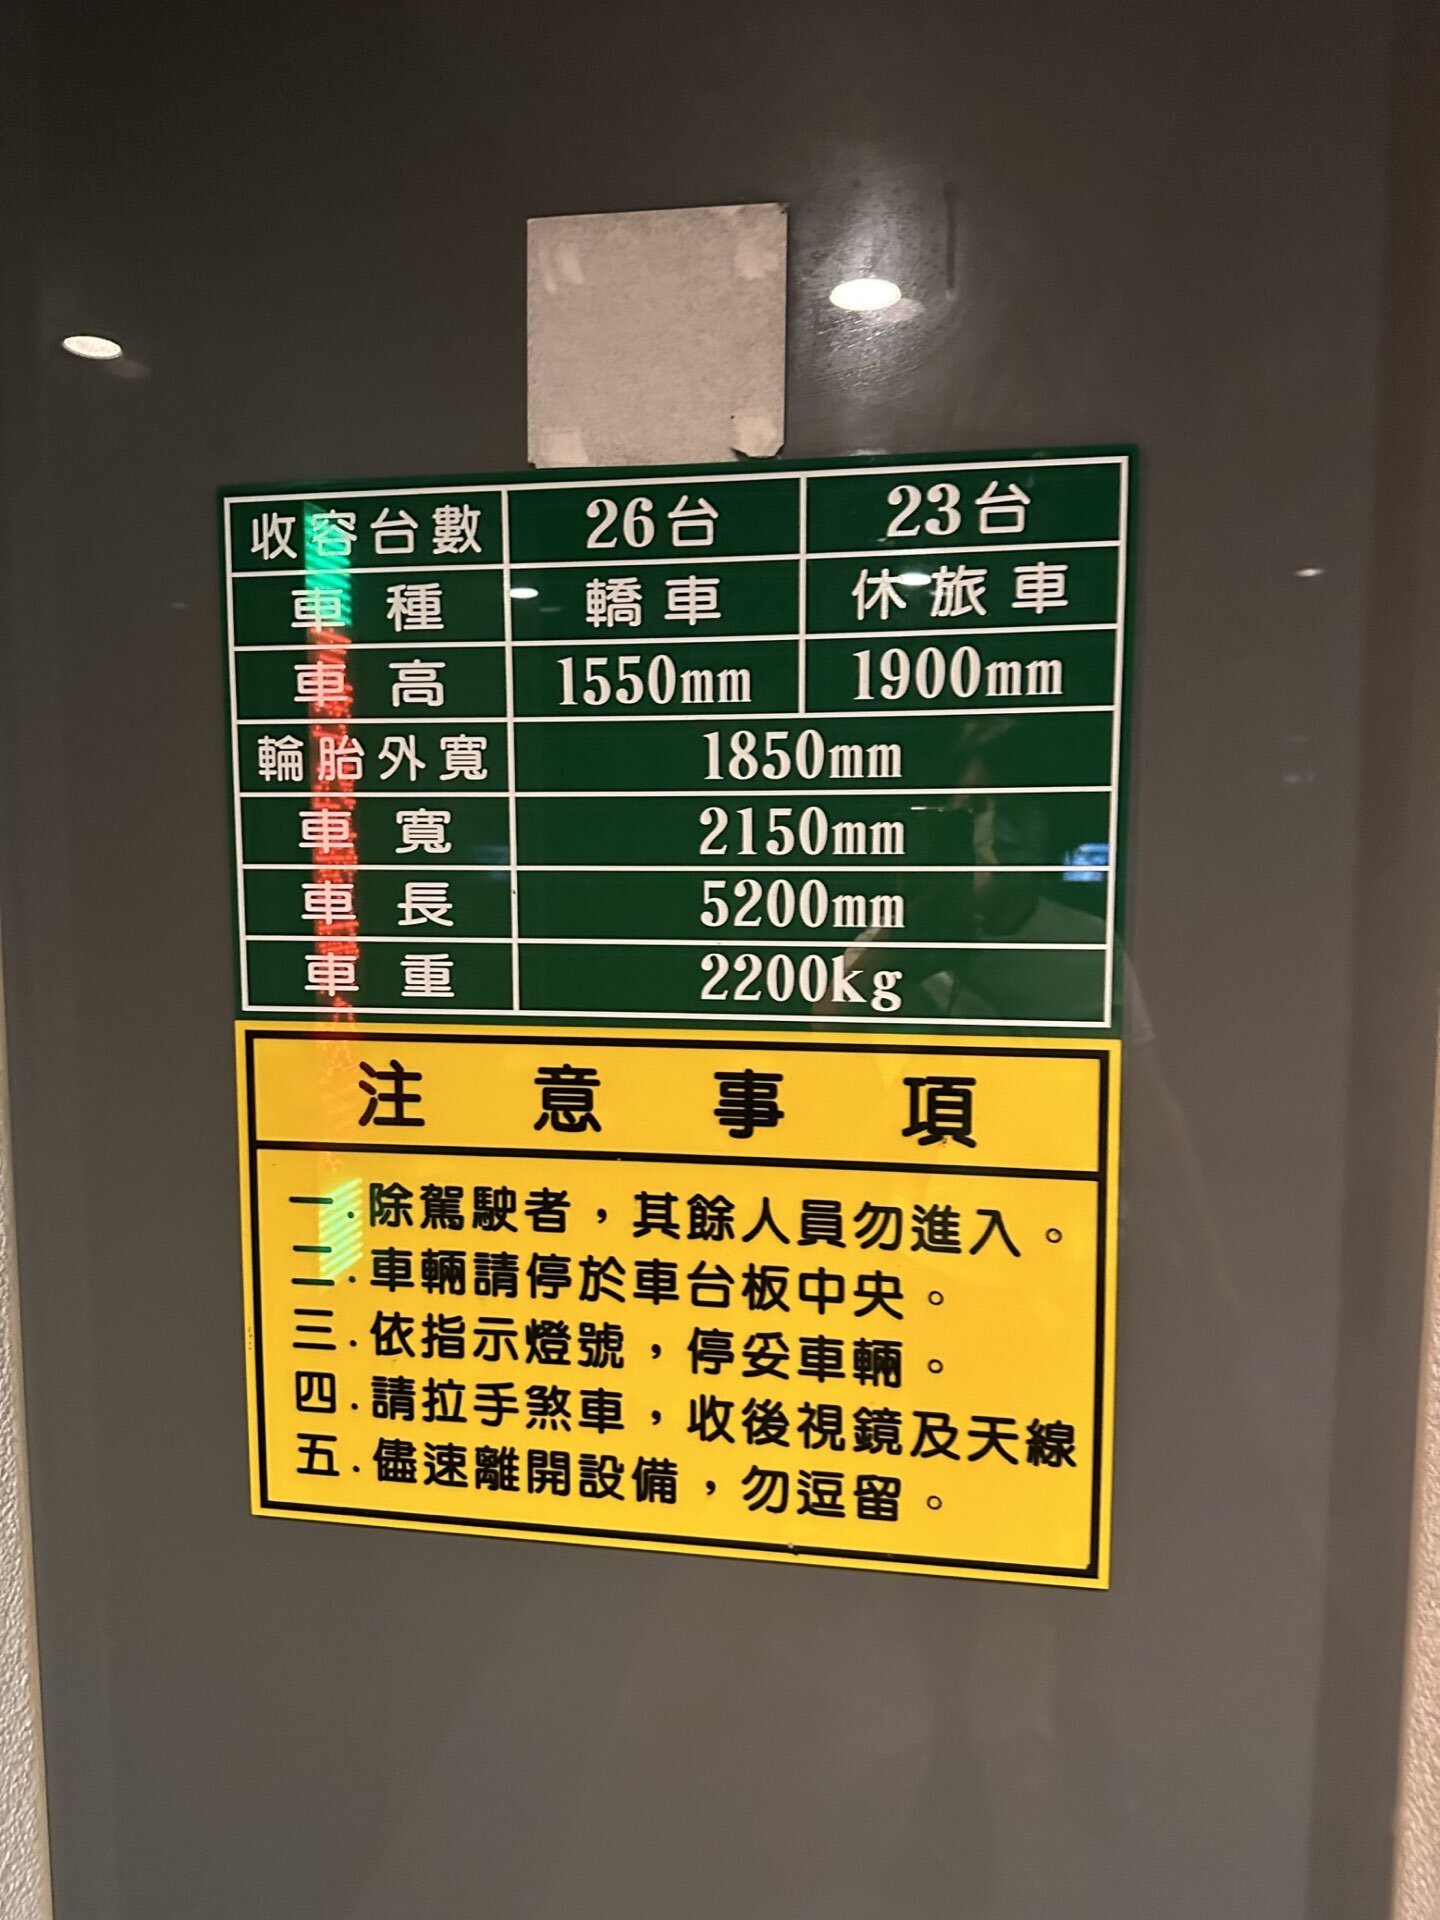 收容台數 26台 23台
車種 轎車 休旅車
車高 1550mm 1900mm
輪胎外寬 1850mm
車寬 2150mm
車長 5200mm
車重 2200kg
注意事項
一.除駕駛者，其餘人員勿進入。
二.車輛請停於車台板中央。
三.依指示燈號，停妥車輛。
四.請拉手煞車，收後視鏡及天線
五.儘速離開設備，勿逗留。